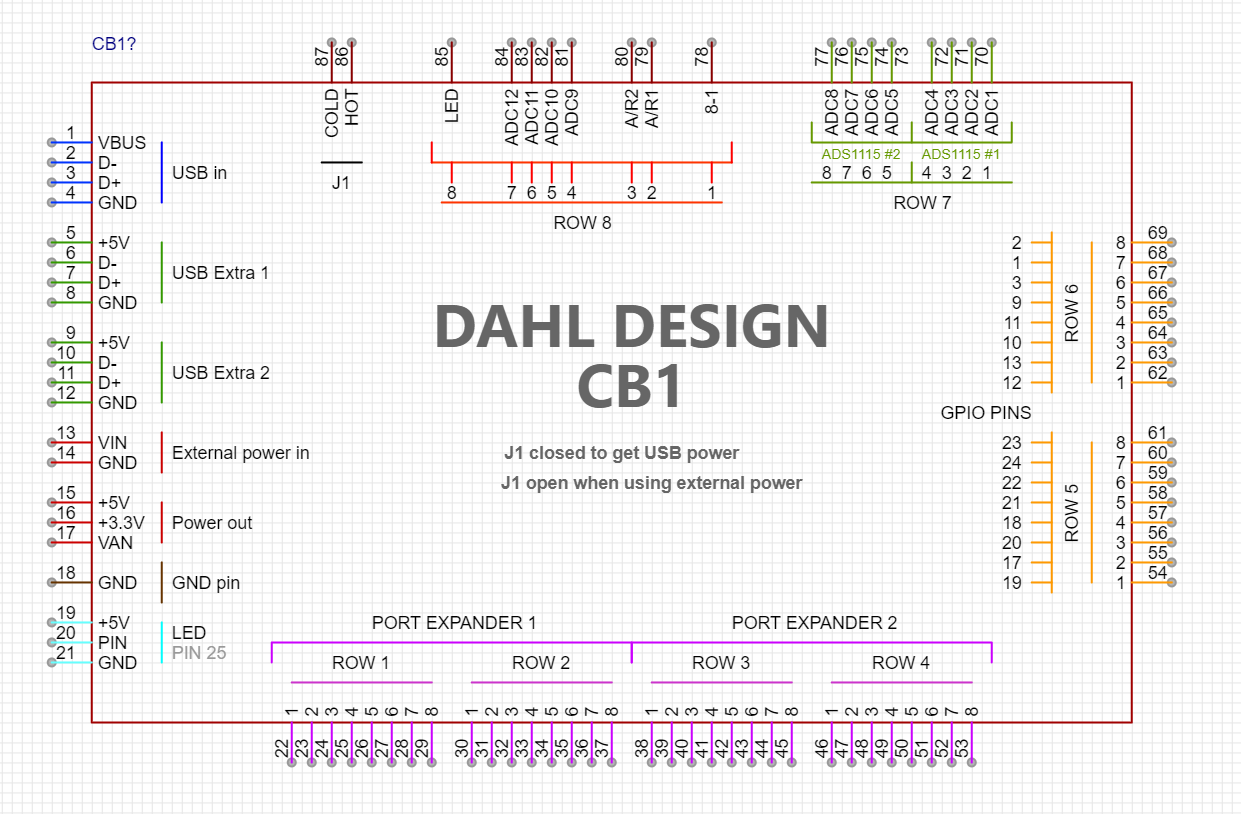 CB1?
87 86 85 84 83 82 81 80 79 78 77 76 75 74 73 72 71 70
COLD HOT LED ADC12 ADC11 ADC10 ADC9 A/R2 A/R1 8-1 ADC8 ADC7 ADC6 ADC5 ADC4 ADC3 ADC2 ADC1
J1
8 7 6 5 4 3 2 1
ROW 8
ADS1115 #2 ADS1115 #1
8 7 6 5 4 3 2 1
ROW 7
1 VBUS
2 D-
3 D+
4 GND
USB in
5 +5V
6 D-
7 D+
8 GND
USB Extra 1
9 +5V
10 D-
11 D+
12 GND
USB Extra 2
13 VIN
14 GND
External power in
15 +5V
16 +3.3V
17 VAN
Power out
18 GND
GND pin
19 +5V
20 PIN
21 GND
LED
PIN 25
DAHL DESIGN
CB1
J1 closed to get USB power
J1 open when using external power
2 8 69
1 7 68
3 6 67
9 5 66
11 4 65
10 3 64
13 2 63
12 1 62
ROW 6
GPIO PINS
23 8 61
24 7 60
22 6 59
21 5 58
18 4 57
20 3 56
17 2 55
19 1 54
ROW 5
PORT EXPANDER 1 PORT EXPANDER 2
ROW 1 ROW 2 ROW 3 ROW 4
1 2 3 4 5 6 7 8 1 2 3 4 5 6 7 8 1 2 3 4 5 6 7 8 1 2 3 4 5 6 7 8
22 23 24 25 26 27 28 29 30 31 32 33 34 35 36 37 38 39 40 41 42 43 44 45 46 47 48 49 50 51 52 53